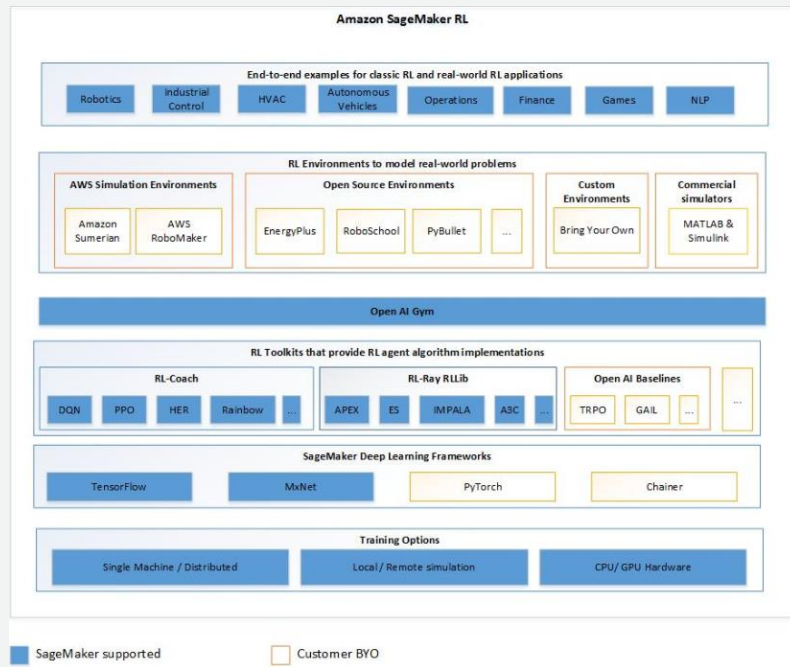 Amazon SageMaker RL
End-to-end examples for classic RL and real-world RL applications
Robotics
Industrial
Control
HVAC
Autonomous
Vehicles
Operations
Finance
Games
NLP
RL Environments to model real-world problems
AWS Simulation Environments
Amazon
Sumerian
AWS
RoboMaker
Open Source Environments
EnergyPlus
RoboSchool
PyBullet
...
Custom
Environments
Bring Your Own
Commercial
simulators
MATLAB &
Simulink
Open AI Gym
RL Toolkits that provide RL agent algorithm implementations
RL-Coach
DQN
PPO
HER
Rainbow
...
RL-Ray RLLib
APEX
ES
IMPALA
A3C
...
Open AI Baselines
TRPO
GAIL
...
...
SageMaker Deep Learning Frameworks
TensorFlow
MxNet
PyTorch
Chainer
Training Options
Single Machine / Distributed
Local / Remote simulation
CPU/ GPU Hardware
SageMaker supported
Customer BYO